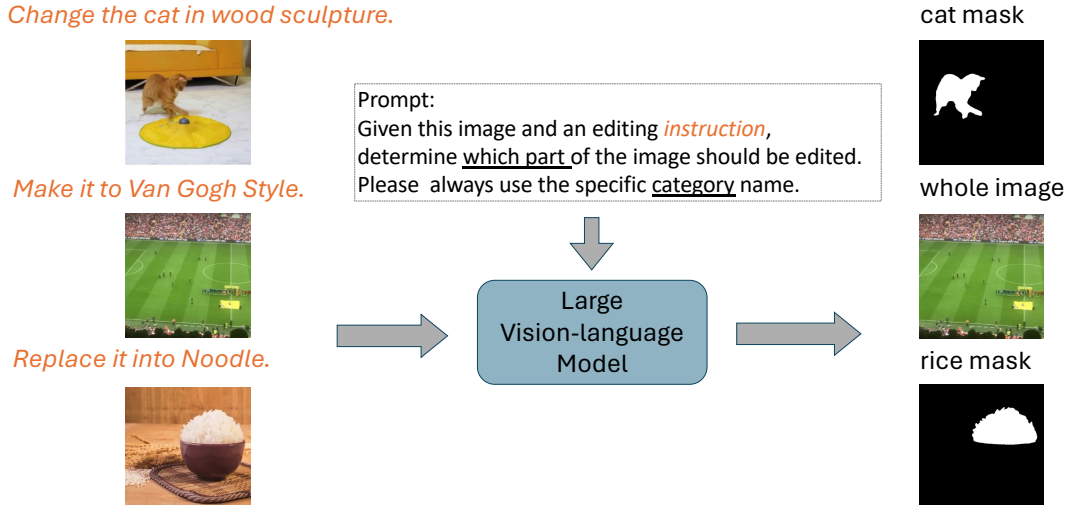 Change the cat in wood sculpture.
cat mask
Prompt:
Given this image and an editing instruction,
determine which part of the image should be edited.
Please always use the specific category name.
Make it to Van Gogh Style.
whole image
Large
Vision-language
Model
Replace it into Noodle.
rice mask